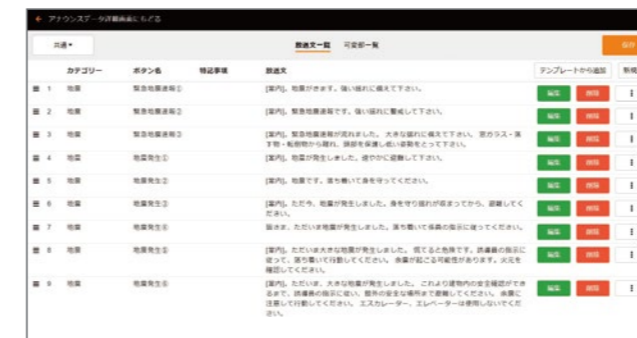 ← アナウンスデータ詳細画面にもどる
共通▼
放送文一覧
可変部一覧
保存
カテゴリー
ボタン名
特記事項
放送文
テンプレートから追加
新規
1 地震 緊急地震速報① [案内]。地震がきます。強い揺れに備えて下さい。 編集 削除
2 地震 緊急地震速報② [案内]。緊急地震速報です。強い揺れに警戒して下さい。 編集 削除
3 地震 緊急地震速報③ [案内]。緊急地震速報が流れました。 大きな揺れに備えて下さい。 窓ガラス・落
す物・転倒物から離れ、頭部を保護し低い姿勢をとって下さい。 編集 削除
4 地震 地震発生① [案内]。地震が発生しました。速やかに避難して下さい。 編集 削除
5 地震 地震発生② [案内]。地震です。落ち着いて身を守ってください。 編集 削除
6 地震 地震発生③ [案内]。ただ今、地震が発生しました。身を守り揺れが収まってから、避難してく
ださい。 編集 削除
7 地震 地震発生④ 皆さま、ただいま地震が発生しました。落ち着いて係員の指示に従ってください。 編集 削除
8 地震 地震発生⑤ [案内]。ただいま大きな地震が発生しました。 慌てると危険です。誘導員の指示に
従って、落ち着いて行動してください。 余震が起こる可能性があります。火元を
確認してください。 編集 削除
9 地震 地震発生⑥ [案内]。ただいま、大きな地震が発生しました。 これより建物内の安全確認ができ
るまで、誘導員の指示に従い、屋外の安全な場所まで避難してください。 余震に
注意して行動してください。 エスカレーター、エレベーターは使用しないでくだ
さい。 編集 削除